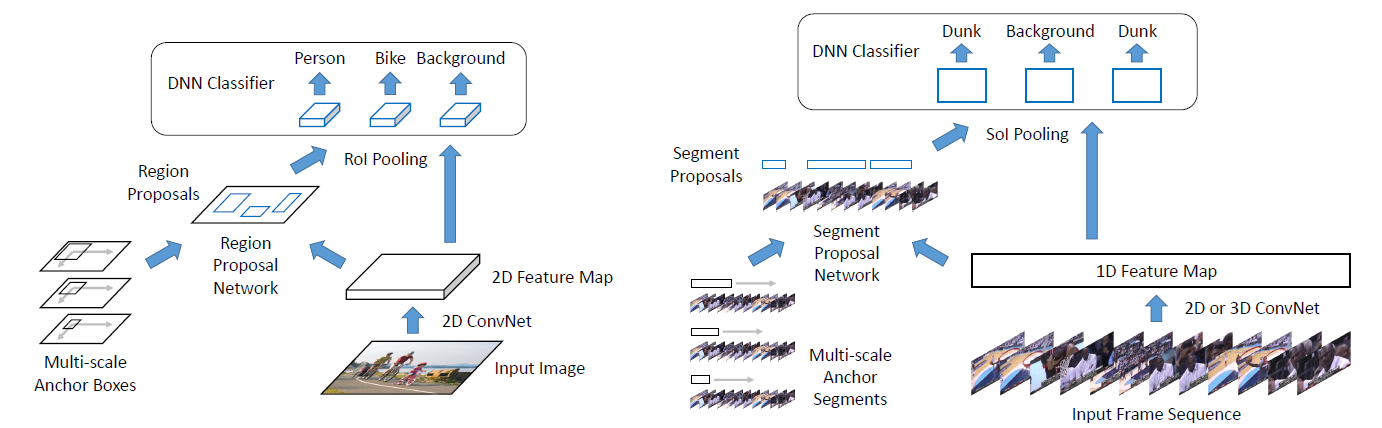 Person Bike Background
DNN Classifier
RoI Pooling
Region
Proposals
Region
Proposal
Network
2D Feature Map
2D ConvNet
Multi-scale
Anchor Boxes
Input Image
Dunk Background Dunk
DNN Classifier
SoI Pooling
Segment
Proposals
Segment
Proposal
Network
1D Feature Map
2D or 3D ConvNet
Multi-scale
Anchor
Segments
Input Frame Sequence